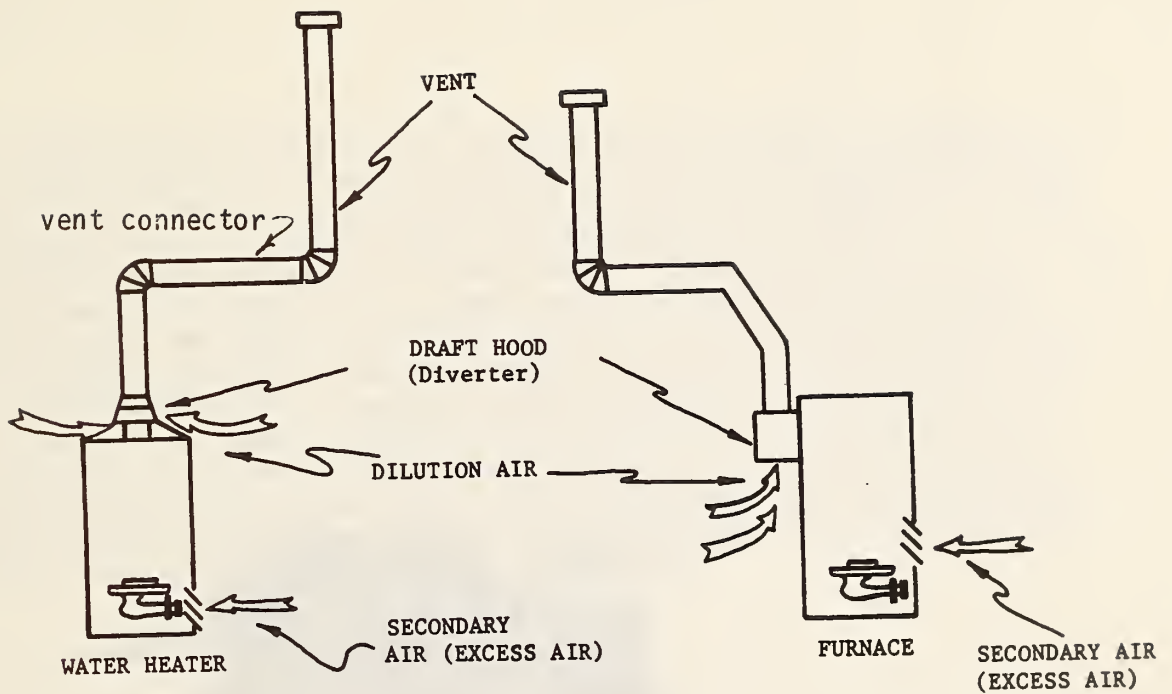 VENT
vent connector
DRAFT HOOD
(Diverter)
DILUTION AIR
SECONDARY
AIR (EXCESS AIR)
WATER HEATER
FURNACE
SECONDARY AIR
(EXCESS AIR)